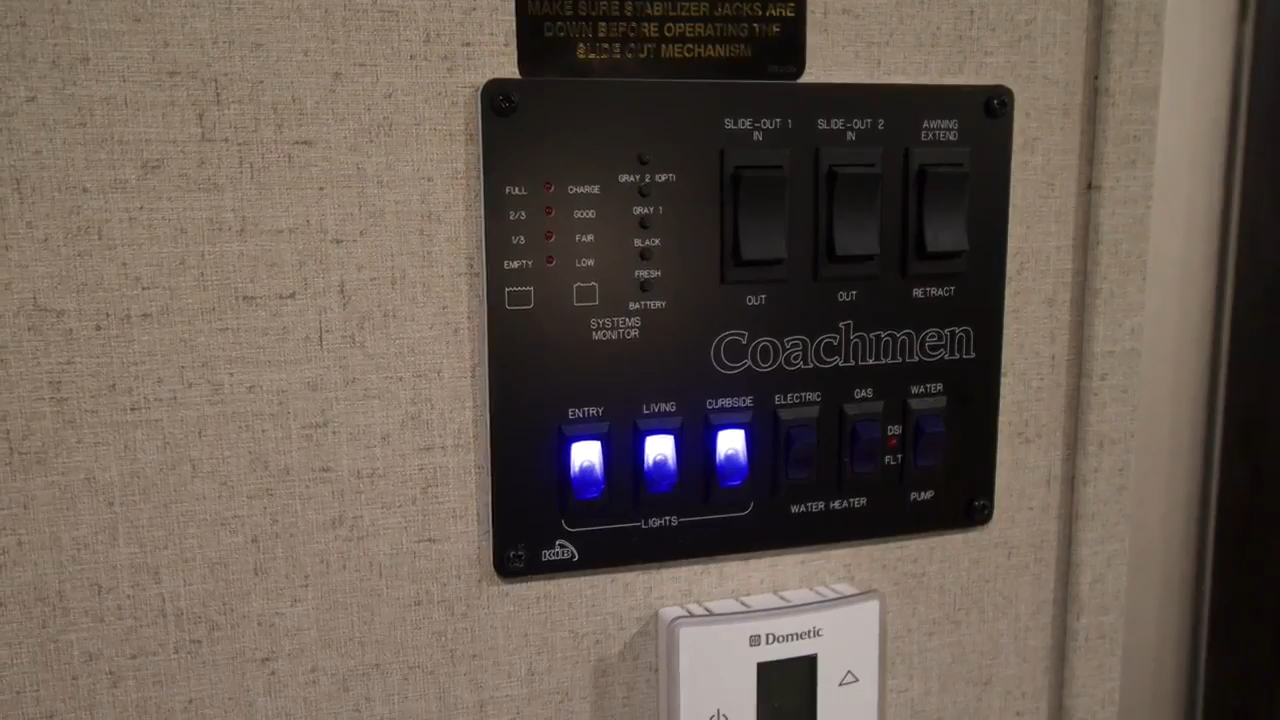 MAKE SURE STABILIZER JACKS ARE
DOWN BEFORE OPERATING THE
SLIDE OUT MECHANISM
SLIDE-OUT 1
IN
SLIDE-OUT 2
IN
AWNING
EXTEND
FULL
CHARGE
2/3
GOOD
1/3
FAIR
EMPTY
LOW
GRAY 2 (OPT)
GRAY 1
BLACK
FRESH
BATTERY
SYSTEMS
MONITOR
OUT
OUT
RETRACT
Coachmen
ENTRY
LIVING
CURBSIDE
ELECTRIC
GAS
WATER
DSI
FLT
WATER HEATER
PUMP
LIGHTS
KIB
Dometic